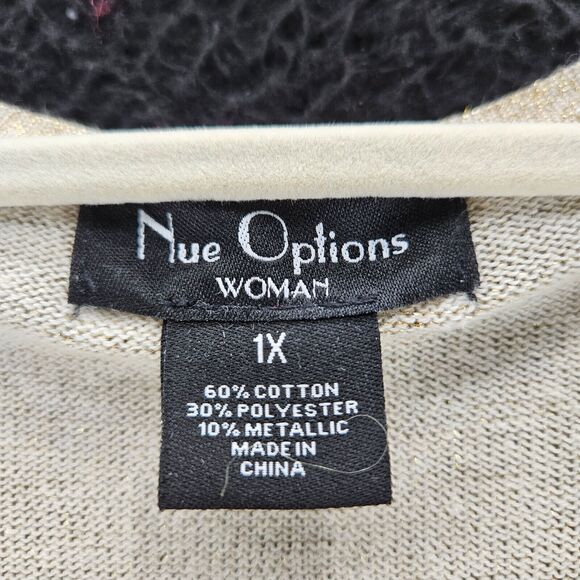 Nue Options
WOMAN
1X
60% COTTON
30% POLYESTER
10% METALLIC
MADE IN
CHINA